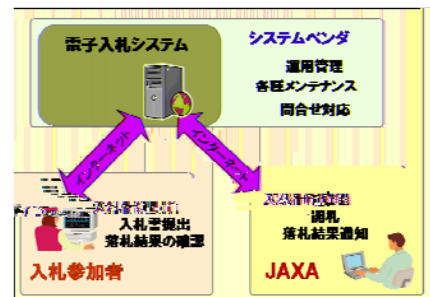 電子入札システム
システムベンダ
運用管理
各種メンテナンス
問合せ対応
インターネット
インターネット
入札書提出
落札結果の確認
入札参加者
開札
落札結果通知
JAXA